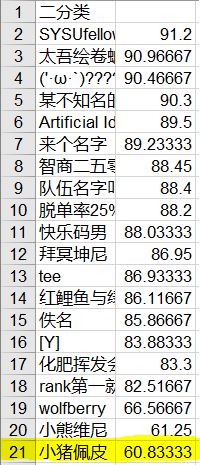 1 二分类
2 SYSUfellow 91.2
3 太吾绘卷 90.96667
4 ('·ω·`)???? 90.46667
5 某不知名的 90.3
6 Artificial Id 89.5
7 来个名字 89.23333
8 智商二五零 88.45
9 队伍名字 88.4
10 脱单率25% 88.2
11 快乐码男 88.03333
12 拜冥坤尼 86.95
13 tee 86.93333
14 红鲤鱼与 86.11667
15 佚名 85.86667
16 [Y] 83.88333
17 化肥挥发会 83.3
18 rank第一 82.51667
19 wolfberry 66.56667
20 小熊维尼 61.25
21 小猪佩皮 60.83333